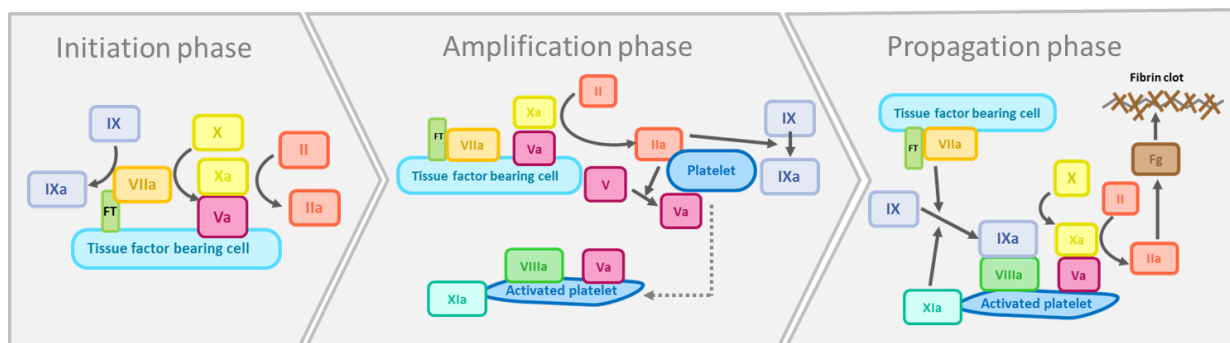 Initiation phase
IX
X
II
IXa
VIIa
Xa
IIa
FT
Va
Tissue factor bearing cell
Amplification phase
II
Xa
IX
FT
VIIa
Va
IIa
Tissue factor bearing cell
Platelet
IXa
V
Va
VIIIa
Va
XIa
Activated platelet
Propagation phase
Fibrin clot
Tissue factor bearing cell
FT
VIIa
Fg
X
II
IX
IXa
Xa
IIa
VIIIa
Va
XIa
Activated platelet